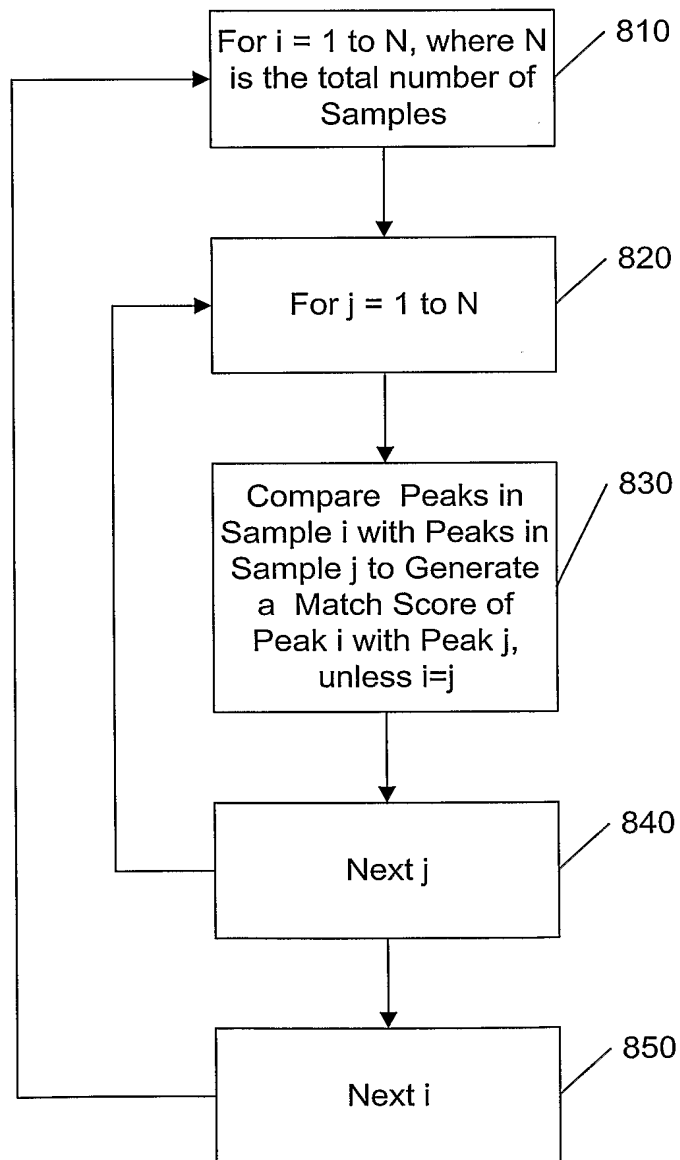 For i = 1 to N, where N
is the total number of
Samples
810
For j = 1 to N
820
Compare Peaks in
Sample i with Peaks in
Sample j to Generate
a Match Score of
Peak i with Peak j,
unless i=j
830
Next j
840
Next i
850